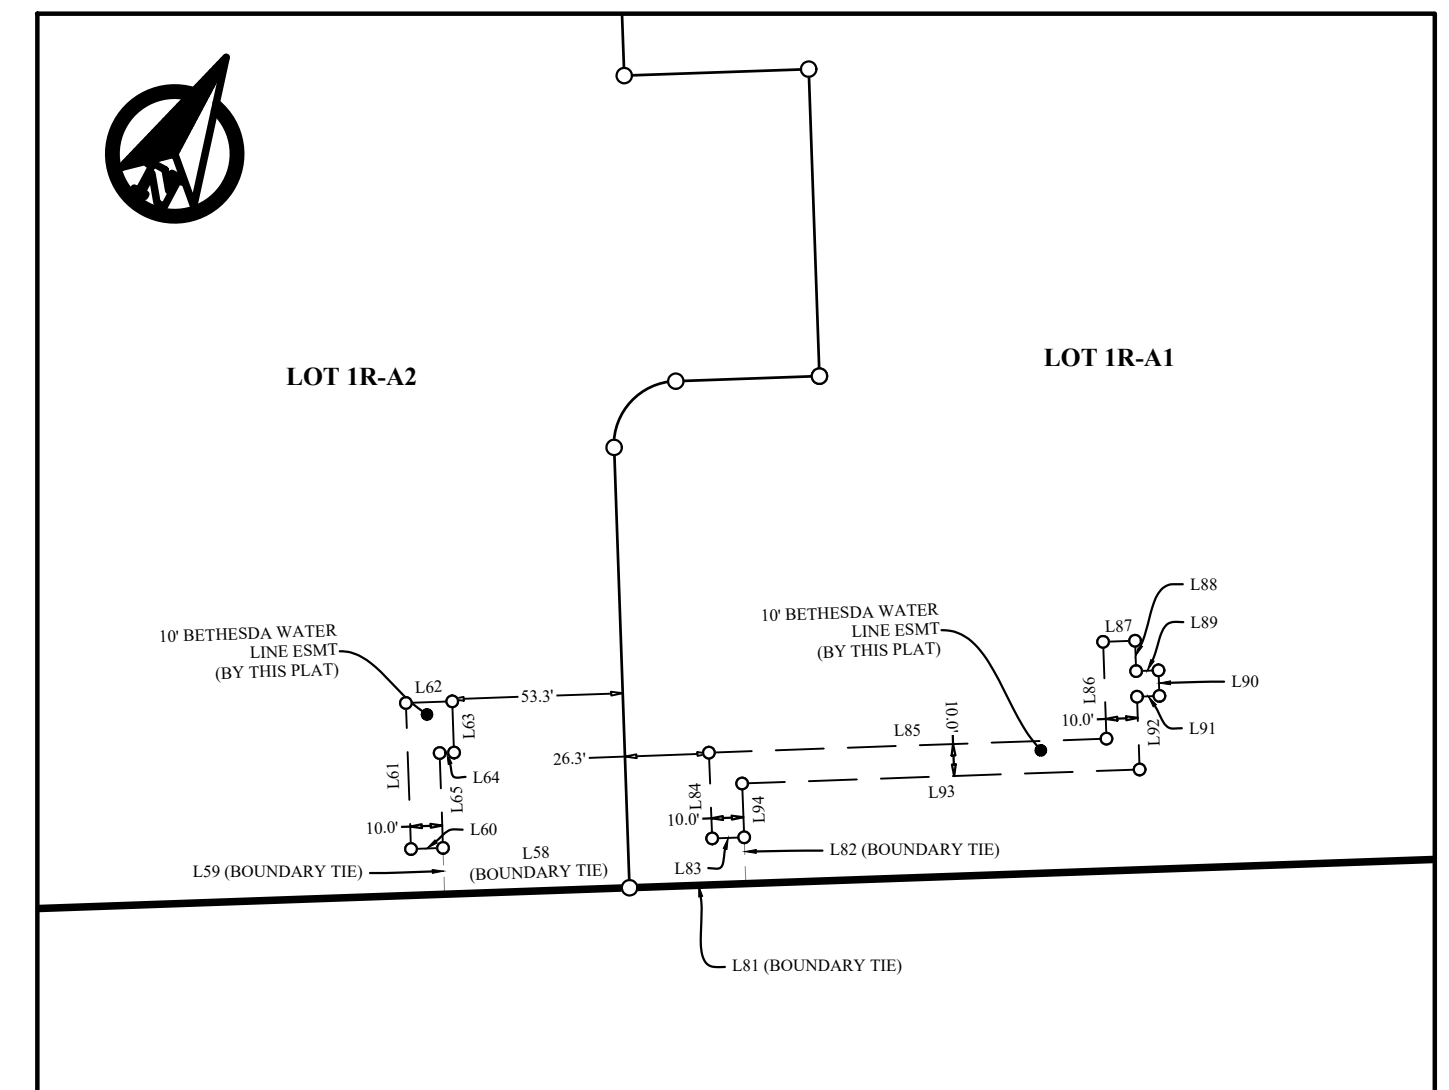 LOT 1R-A2
LOT 1R-A1
10' BETHESDA WATER
LINE ESMT
(BY THIS PLAT)
L62
53.3'
L63
L61
L64
L65
10.0'
L60
L59 (BOUNDARY TIE)
L58
(BOUNDARY TIE)
26.3'
10' BETHESDA WATER
LINE ESMT
(BY THIS PLAT)
L88
L87
L89
L86
L90
10.0'
L91
L92
L85
10.0'
L93
L84
L94
10.0'
L83
L82 (BOUNDARY TIE)
L81 (BOUNDARY TIE)